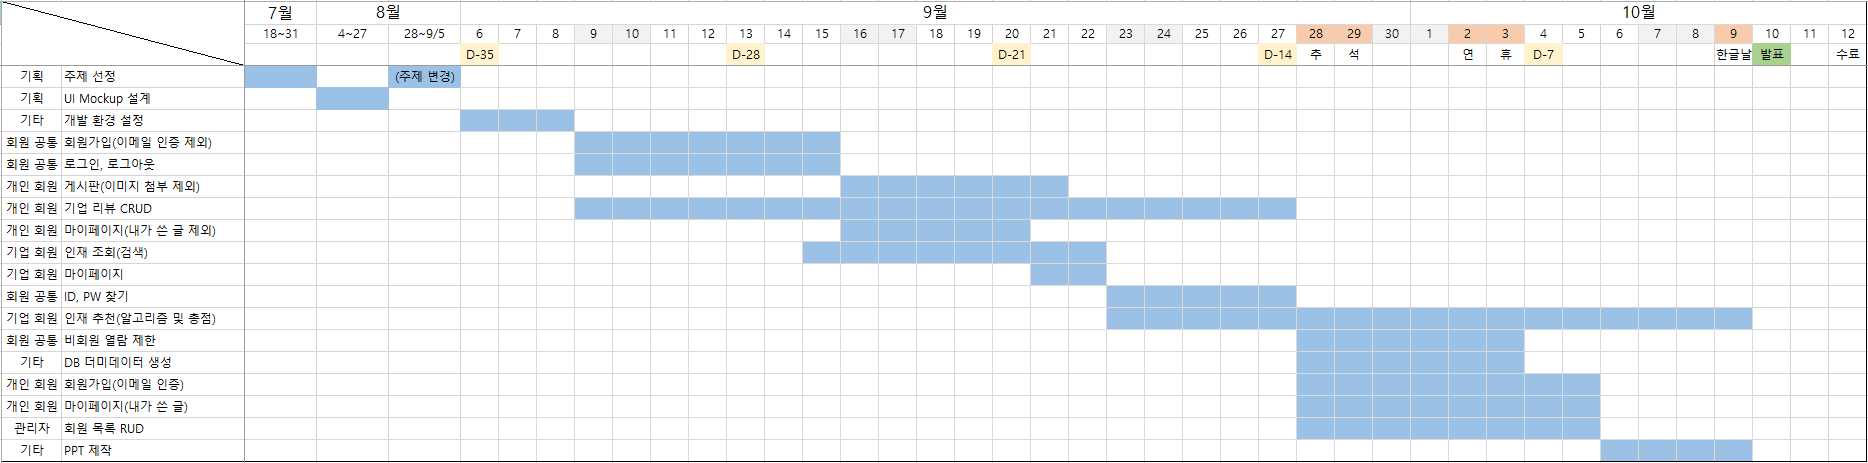 7월 8월 9월 10월
18~31 4~27 28~9/5 6 7 8 9 10 11 12 13 14 15 16 17 18 19 20 21 22 23 24 25 26 27 28 29 30 1 2 3 4 5 6 7 8 9 10 11 12
D-35 D-28 D-21 D-14 추 석 연 휴 D-7 한글날 발표 수료
기획 주제 선정 (주제 변경)
기획 UI Mockup 설계
기타 개발 환경 설정
회원 공통 회원가입(이메일 인증 제외)
회원 공통 로그인, 로그아웃
개인 회원 게시판(이미지 첨부 제외)
개인 회원 기업 리뷰 CRUD
개인 회원 마이페이지(내가 쓴 글 제외)
기업 회원 인재 조회(검색)
기업 회원 마이페이지
회원 공통 ID, PW 찾기
기업 회원 인재 추천(알고리즘 및 총점)
회원 공통 비회원 열람 제한
기타 DB 더미데이터 생성
개인 회원 회원가입(이메일 인증)
개인 회원 마이페이지(내가 쓴 글)
관리자 회원 목록 RUD
기타 PPT 제작